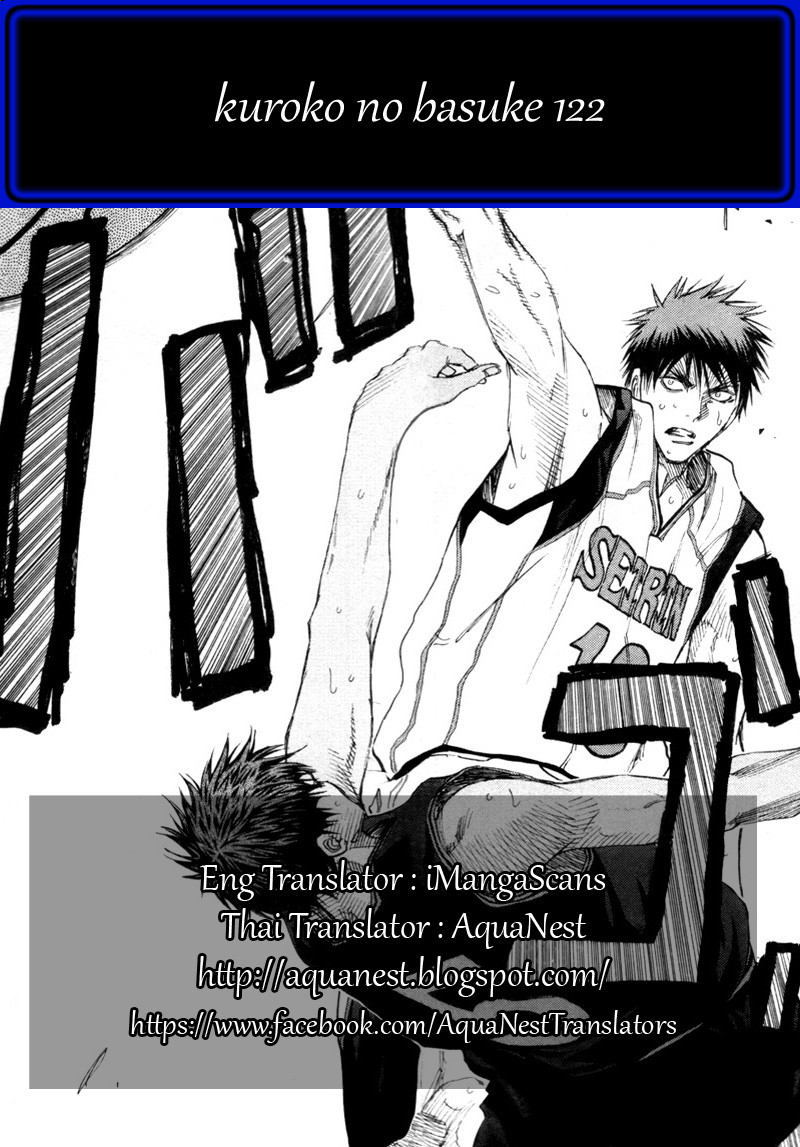 kuroko no basuke 122
SEIRIN
10
Eng Translator : iMangaScans
Thai Translator : AquaNest
http://aquanest.blogspot.com/
https://www.facebook.com/AquaNestTranslators